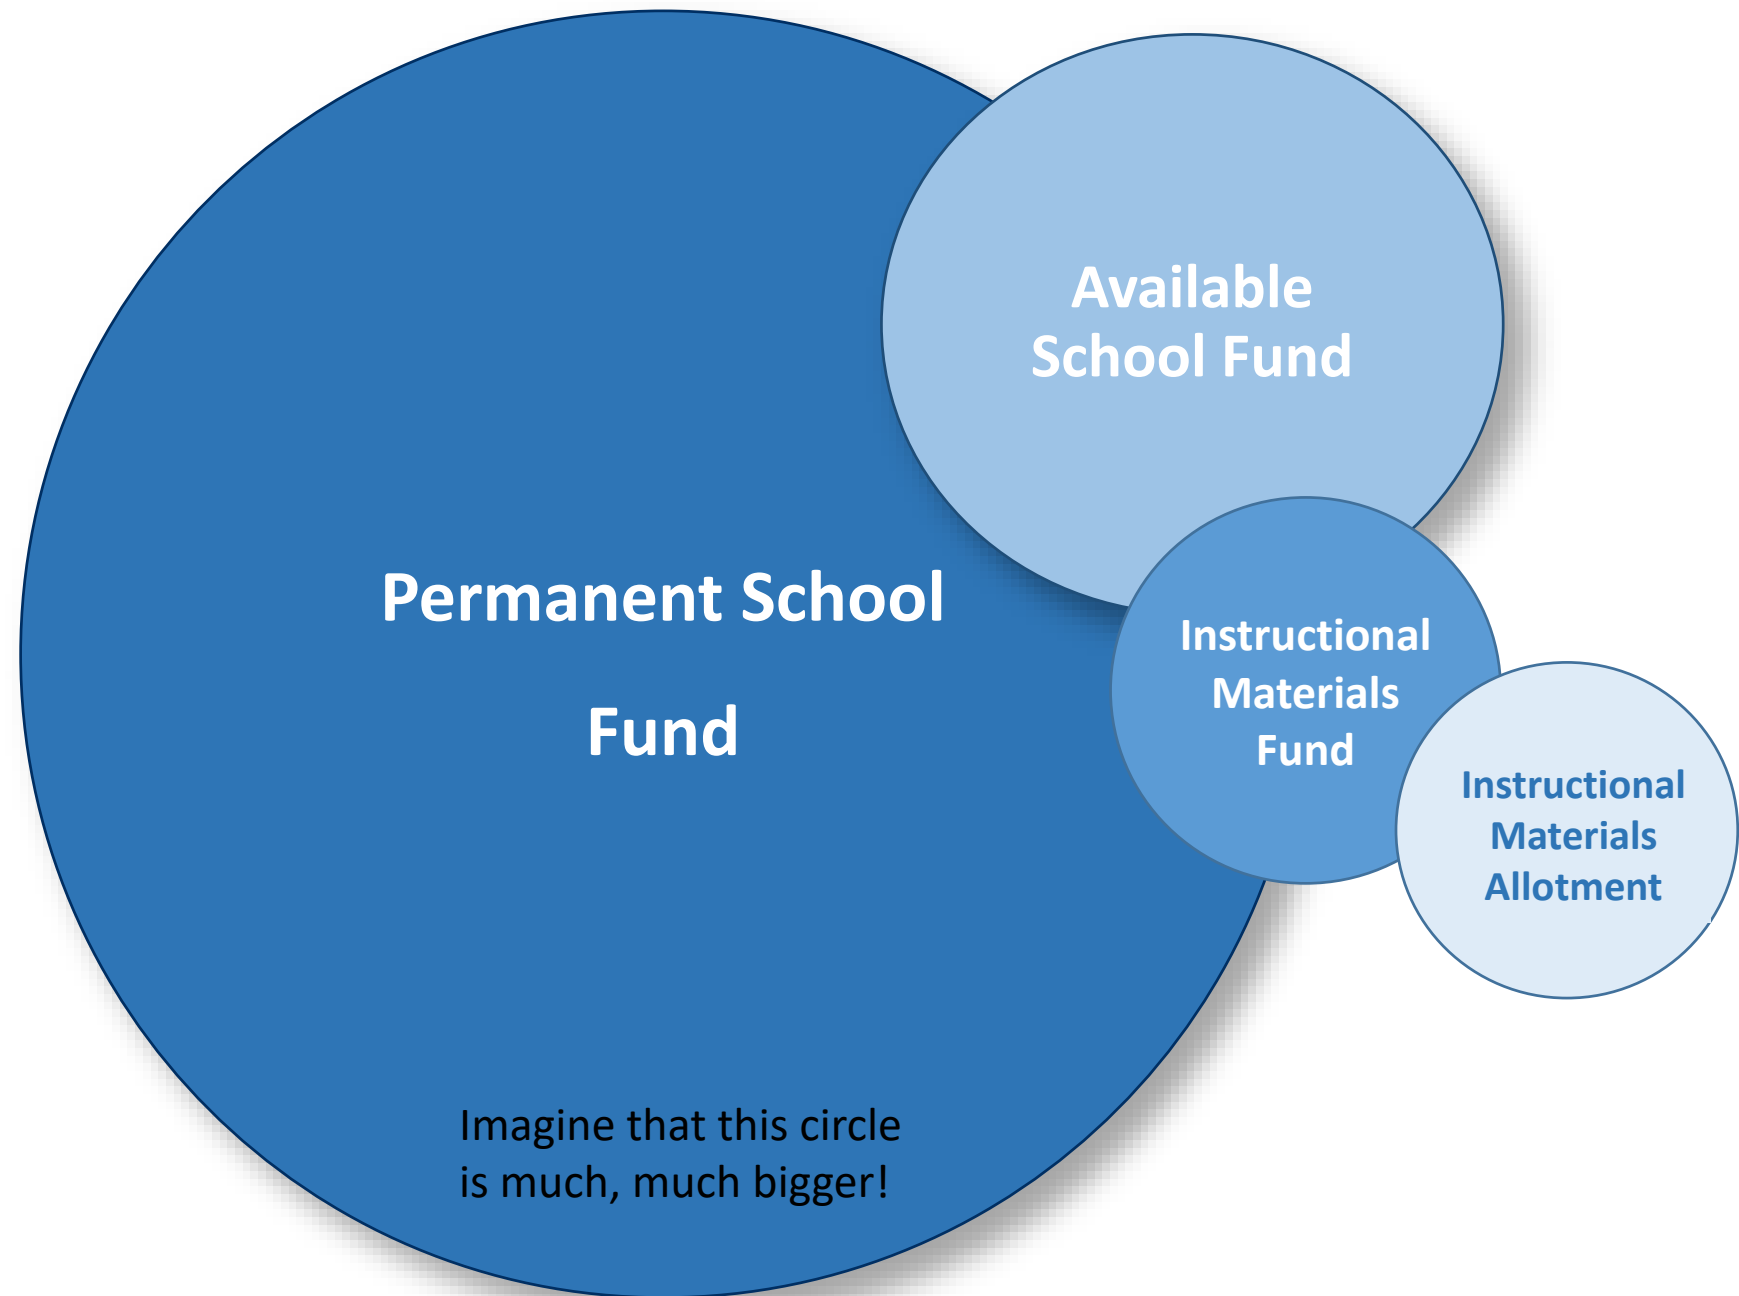 Available
School Fund
Permanent School
Fund
Instructional
Materials
Fund
Instructional
Materials
Allotment
Imagine that this circle
is much, much bigger!